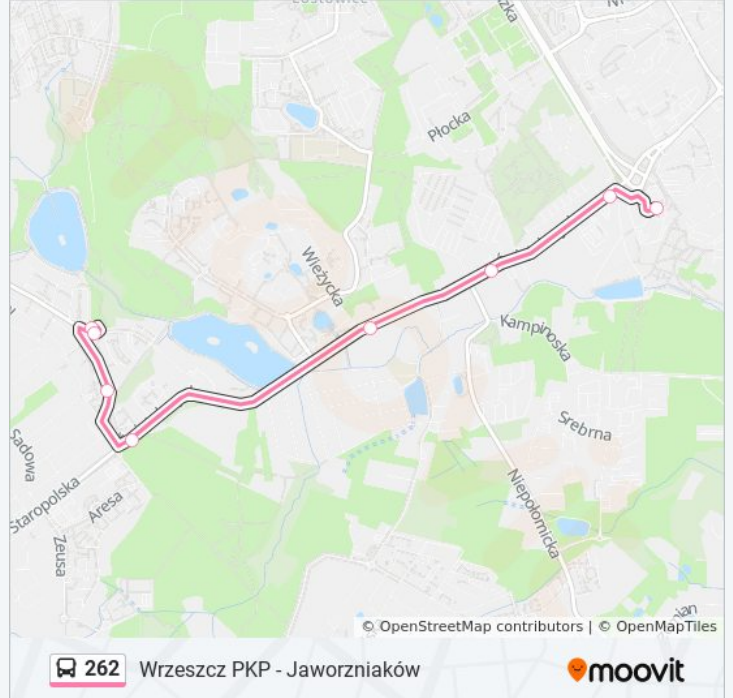 Płocka
Wieżycka
Kampinoska
Srebrna
Sadowa
Staropolska
Aresa
Niepołomicka
Zeusa
© OpenStreetMap contributors | © OpenMapTiles
262 Wrzeszcz PKP - Jaworzniaków
moovit